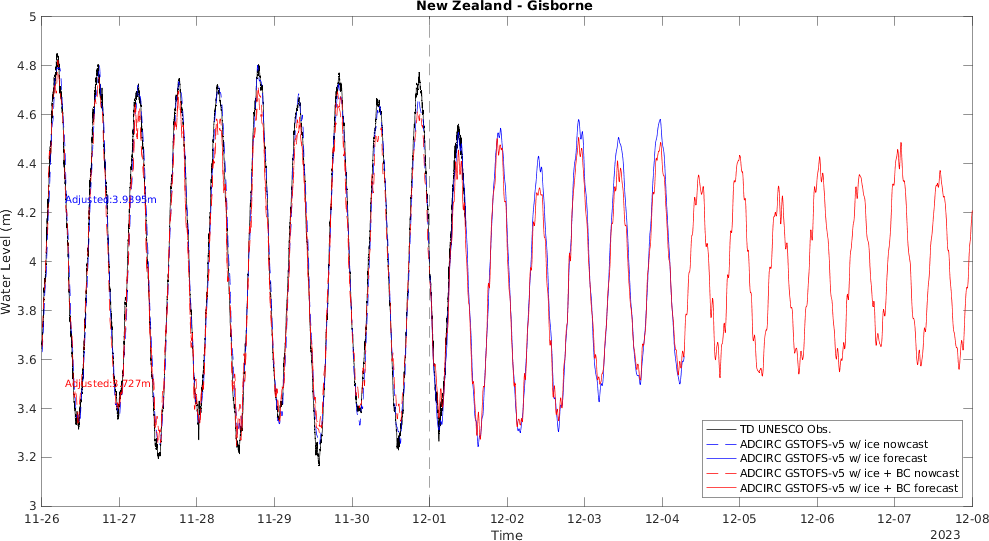 New Zealand - Gisborne
5
4.8
4.6
4.4
4.2
4
3.8
3.6
3.4
3.2
3
Water Level (m)
Adjusted:3.9395m
TD UNESCO Obs.
ADCIRC GSTOFS-v5 w/ ice nowcast
ADCIRC GSTOFS-v5 w/ ice forecast
ADCIRC GSTOFS-v5 w/ ice + BC nowcast
ADCIRC GSTOFS-v5 w/ ice + BC forecast
11-26 11-27 11-28 11-29 11-30 12-01 12-02 12-03 12-04 12-05 12-06 12-07 12-08
Time
2023